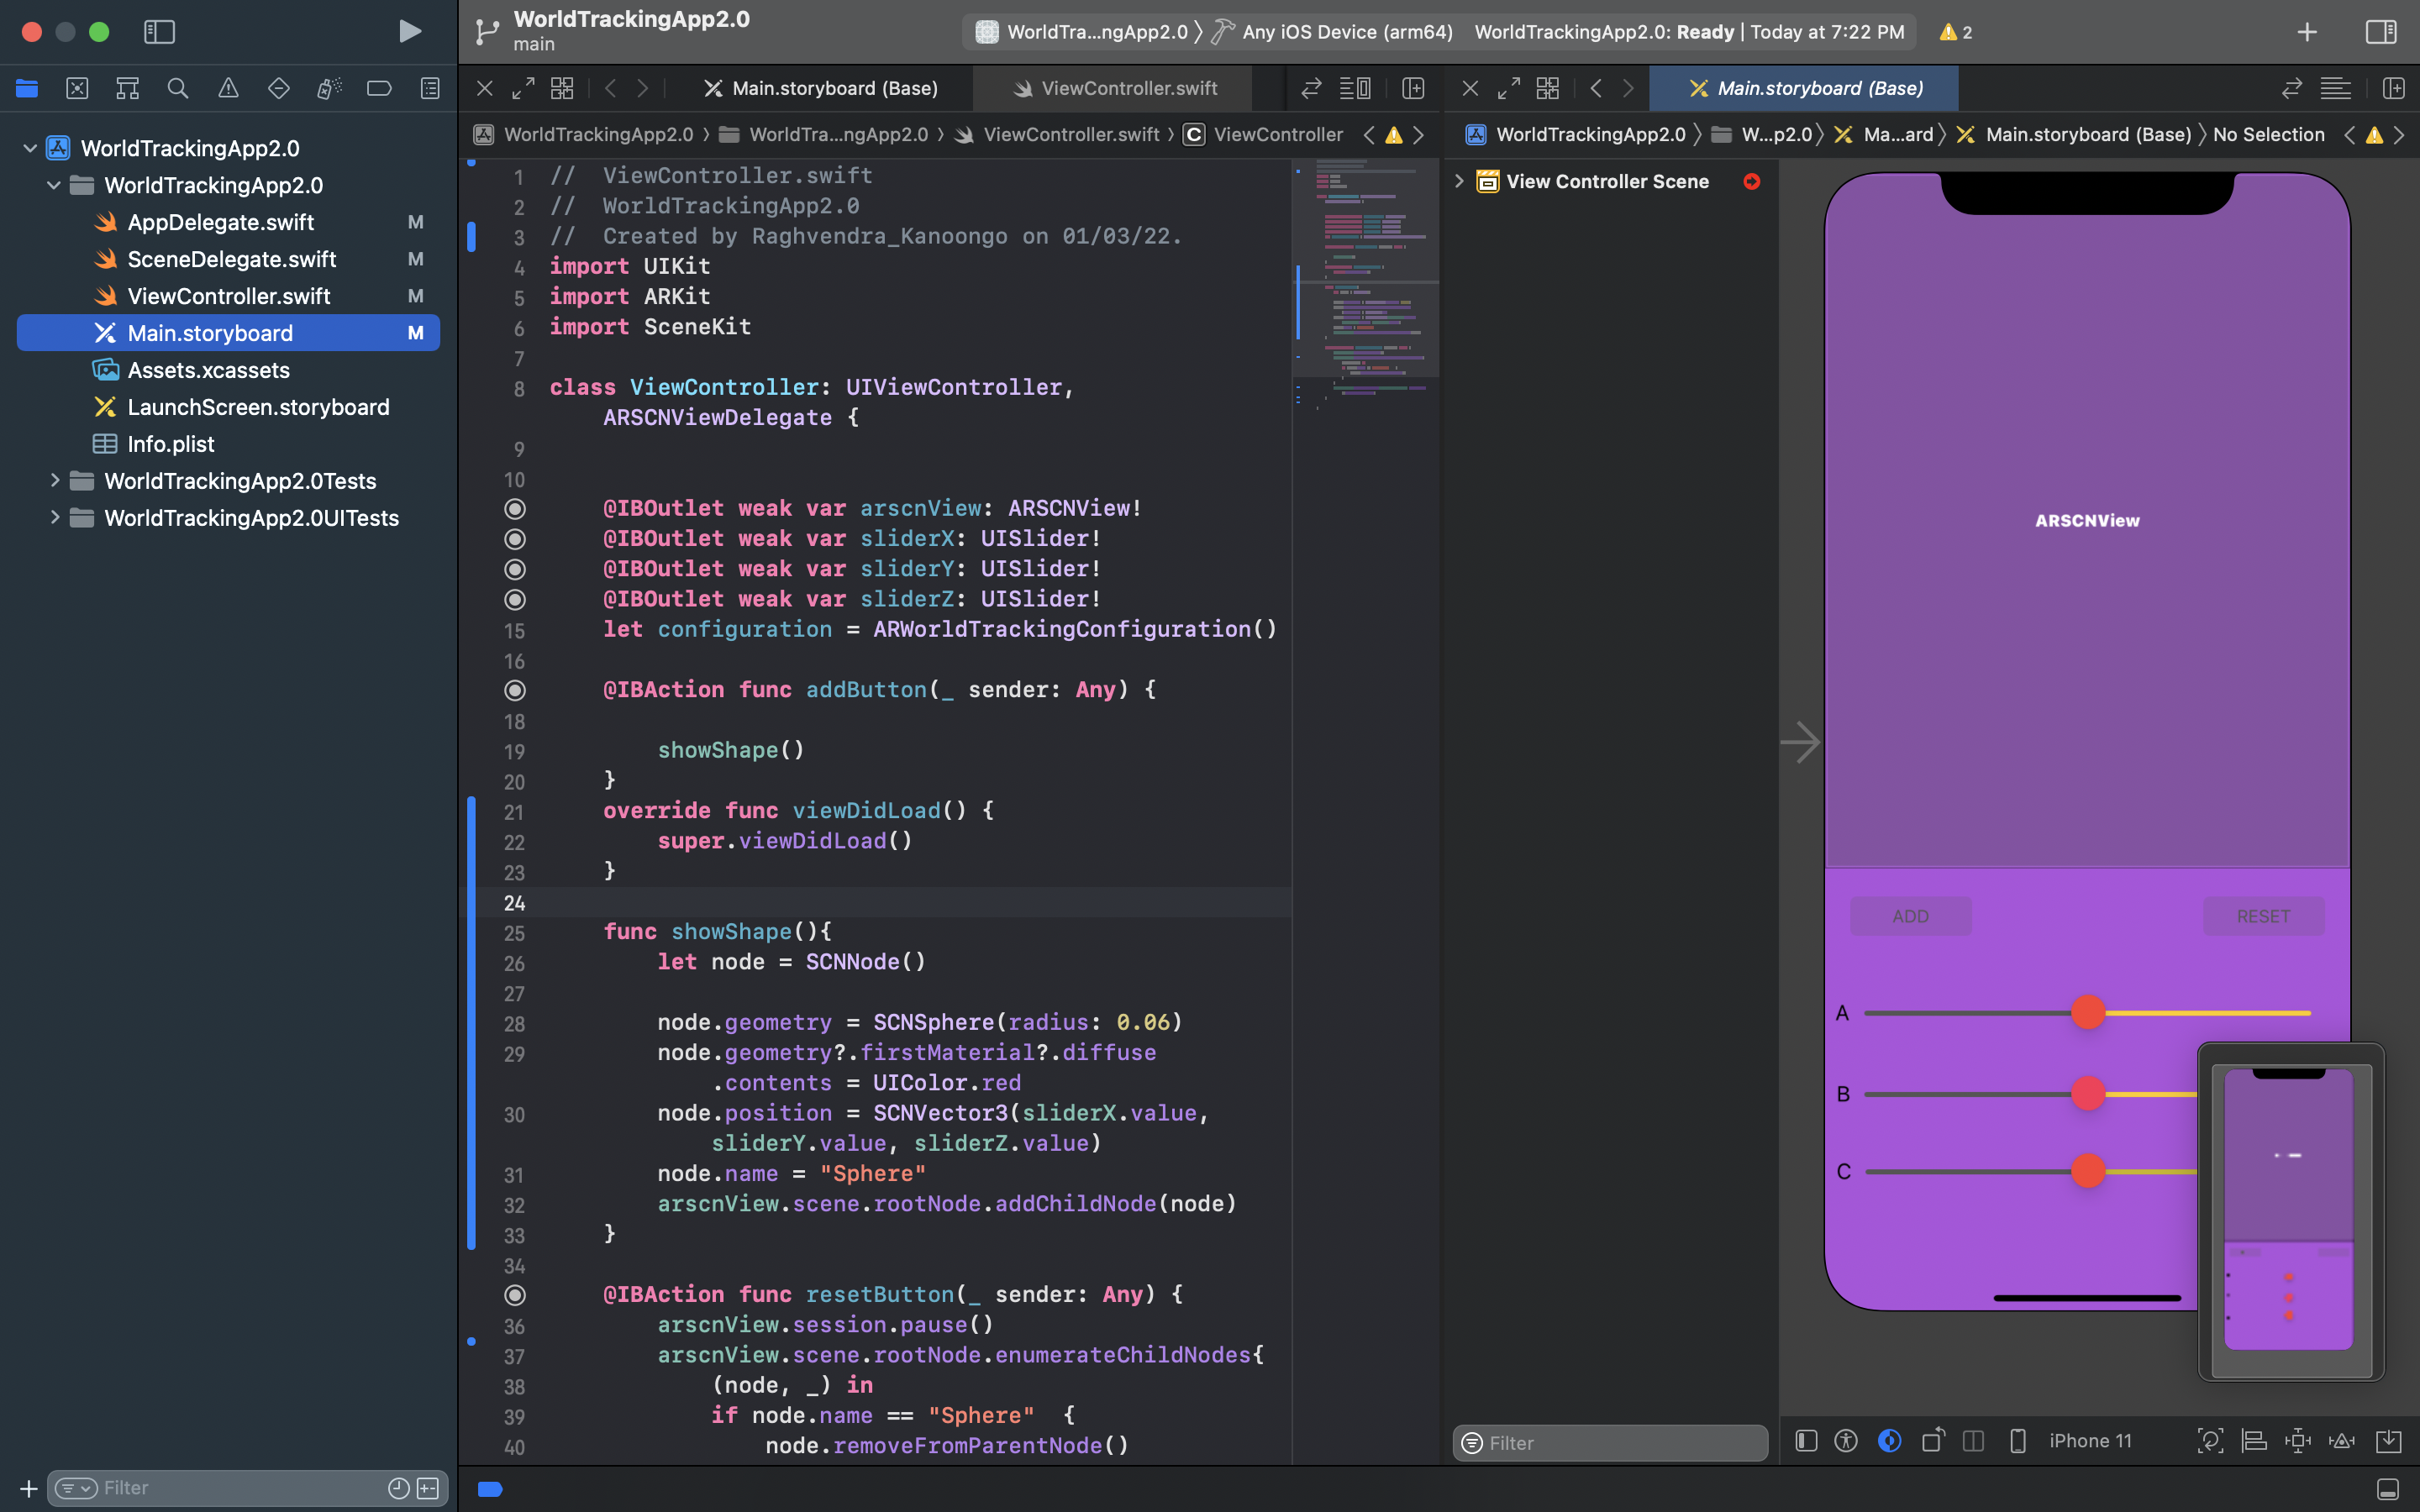 WorldTrackingApp2.0
main
WorldTra...ngApp2.0 〉 Any iOS Device (arm64)
WorldTrackingApp2.0: Ready | Today at 7:22 PM
2
Main.storyboard (Base)
ViewController.swift
Main.storyboard (Base)
WorldTrackingApp2.0
WorldTrackingApp2.0
AppDelegate.swift M
SceneDelegate.swift M
ViewController.swift M
Main.storyboard M
Assets.xcassets
LaunchScreen.storyboard
Info.plist
WorldTrackingApp2.0Tests
WorldTrackingApp2.0UITests
Filter
WorldTrackingApp2.0 〉 WorldTra...ngApp2.0 〉 ViewController.swift 〉 C ViewController
1 //  ViewController.swift
2 //  WorldTrackingApp2.0
3 //  Created by Raghvendra_Kanoongo on 01/03/22.
4 import UIKit
5 import ARKit
6 import SceneKit
7
8 class ViewController: UIViewController,
ARSCNViewDelegate {
9
10
@IBOutlet weak var arscnView: ARSCNView!
@IBOutlet weak var sliderX: UISlider!
@IBOutlet weak var sliderY: UISlider!
@IBOutlet weak var sliderZ: UISlider!
15 let configuration = ARWorldTrackingConfiguration()
16
@IBAction func addButton(_ sender: Any) {
18
19 showShape()
20 }
21 override func viewDidLoad() {
22 super.viewDidLoad()
23 }
24
25 func showShape(){
26 let node = SCNNode()
27
28 node.geometry = SCNSphere(radius: 0.06)
29 node.geometry?.firstMaterial?.diffuse
.contents = UIColor.red
30 node.position = SCNVector3(sliderX.value,
sliderY.value, sliderZ.value)
31 node.name = "Sphere"
32 arscnView.scene.rootNode.addChildNode(node)
33 }
34
@IBAction func resetButton(_ sender: Any) {
36 arscnView.session.pause()
37 arscnView.scene.rootNode.enumerateChildNodes{
38 (node, _) in
39 if node.name == "Sphere"  {
40 node.removeFromParentNode()
WorldTrackingApp2.0 〉 W...p2.0 〉 Ma...ard 〉 Main.storyboard (Base) 〉 No Selection
View Controller Scene
Filter
ARSCNView
ADD
RESET
A
B
C
iPhone 11